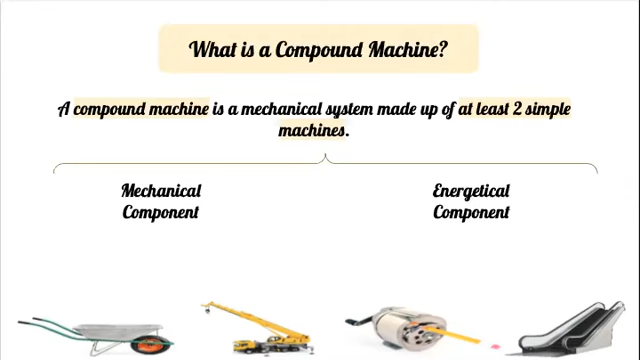 What is a Compound Machine?
A compound machine is a mechanical system made up of at least 2 simple
machines.
Mechanical
Component
Energetical
Component